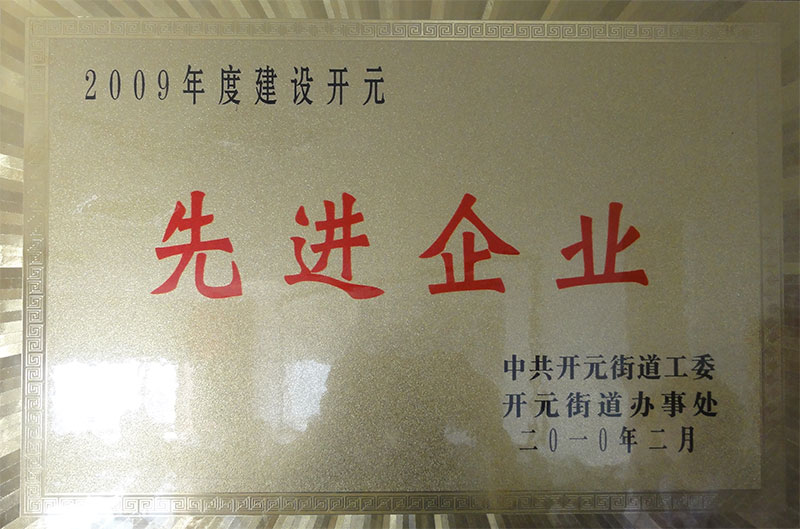 2009年度建设开元
先进企业
中共开元街道工委
开元街道办事处
二〇一〇年二月